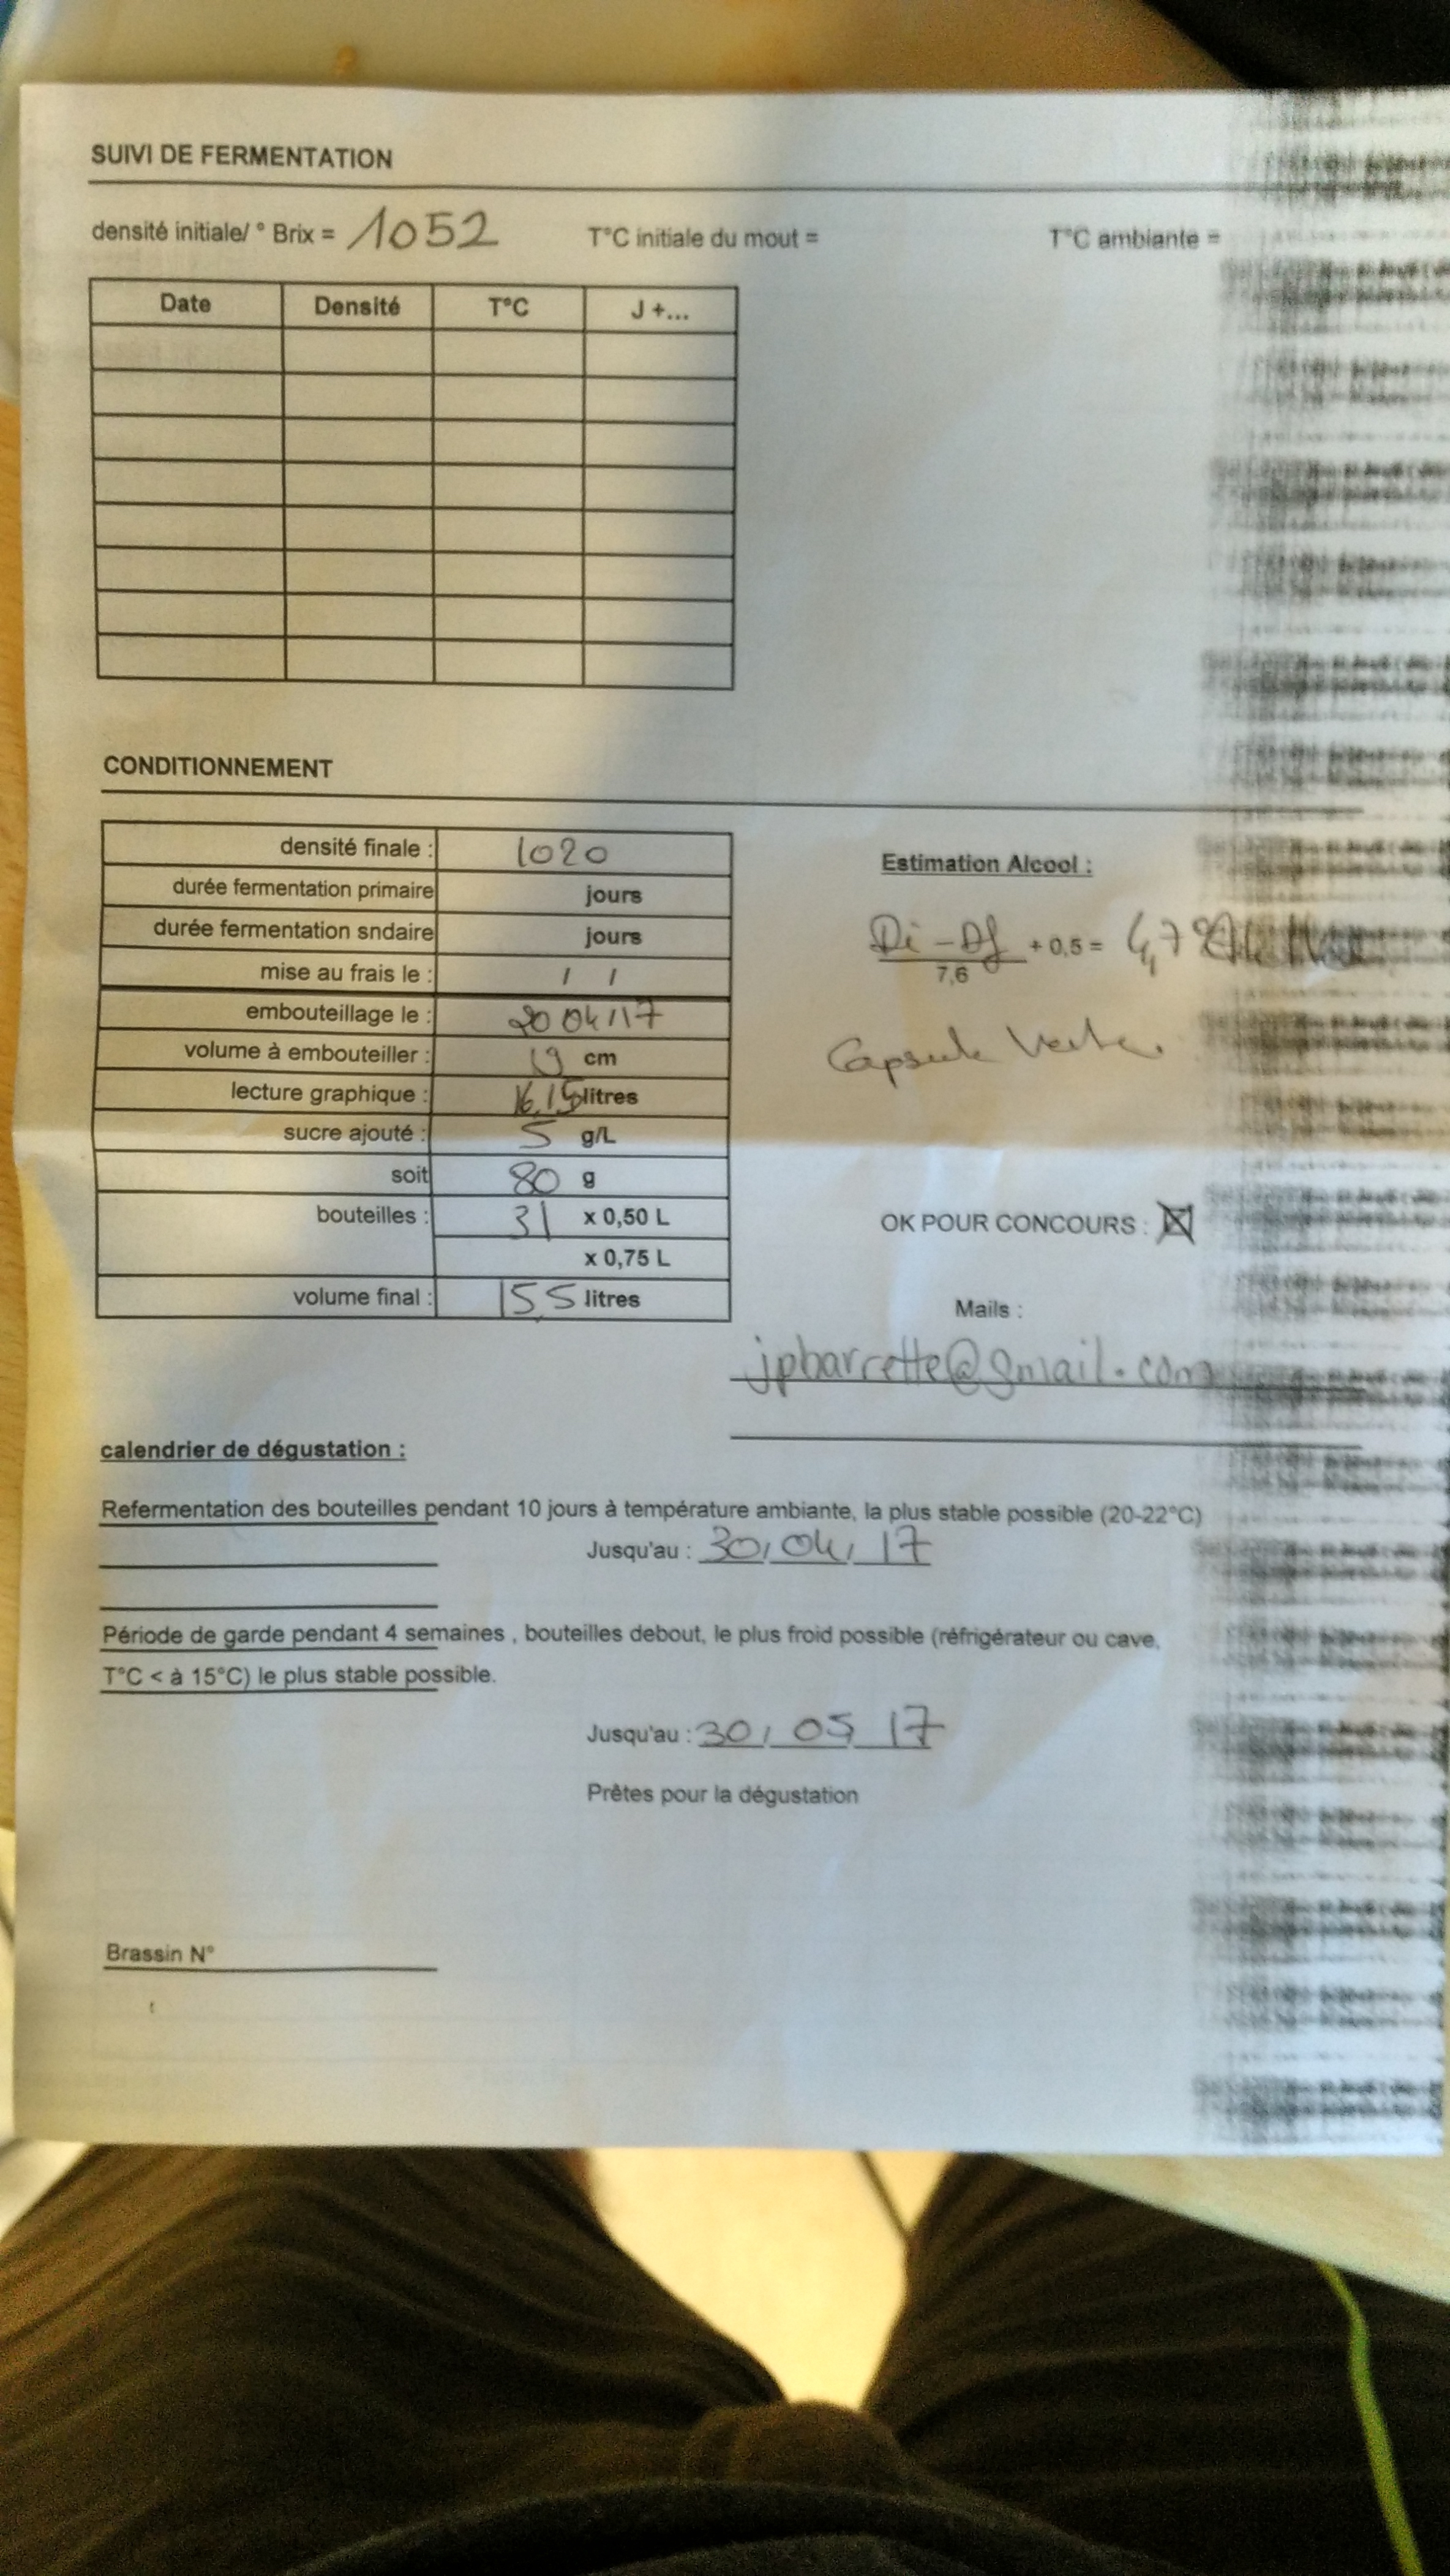 SUIVI DE FERMENTATION
densité initiale/ ° Brix = 1052 T°C initiale du mout = T°C ambiante =
Date Densité T°C J +...
CONDITIONNEMENT
densité finale : 1020
durée fermentation primaire jours
durée fermentation sndaire jours
mise au frais le : / /
embouteillage le : 20 04/17
volume à embouteiller : 19 cm
lecture graphique : 16,15 litres
sucre ajouté : 5 g/L
soit 80 g
bouteilles : 31 x 0,50 L
x 0,75 L
volume final : 15,5 litres
Estimation Alcool :
Di - Df + 0,5 = 4,7
7,6
Capsule Verte.
OK POUR CONCOURS :
Mails :
jpbarrette@gmail.com
calendrier de dégustation :
Refermentation des bouteilles pendant 10 jours à température ambiante, la plus stable possible (20-22°C)
Jusqu'au : 30/04/17
Période de garde pendant 4 semaines , bouteilles debout, le plus froid possible (réfrigérateur ou cave,
T°C < à 15°C) le plus stable possible.
Jusqu'au : 30/05 17
Prêtes pour la dégustation
Brassin N°